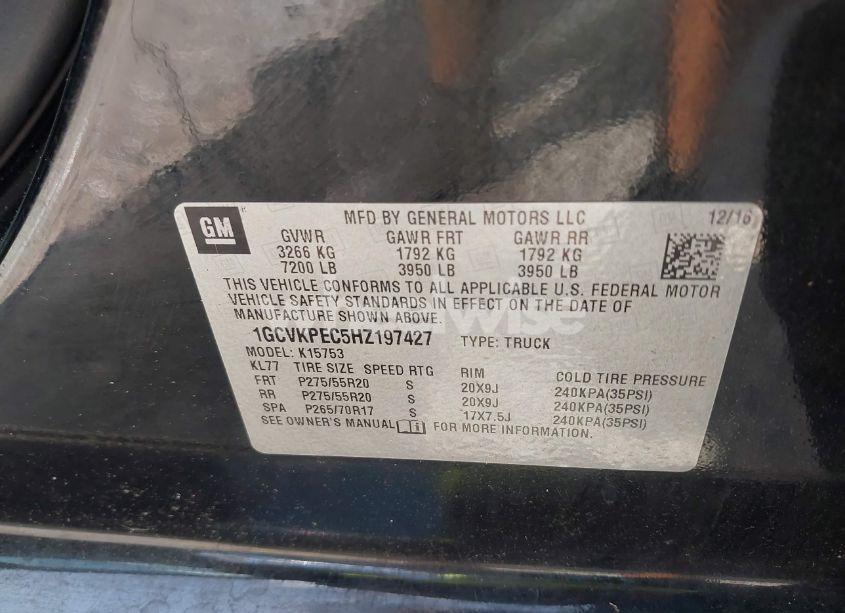 GM
MFD BY GENERAL MOTORS LLC 12/16
GVWR GAWR FRT GAWR RR
3266 KG 1792 KG 1792 KG
7200 LB 3950 LB 3950 LB
THIS VEHICLE CONFORMS TO ALL APPLICABLE U.S. FEDERAL MOTOR
VEHICLE SAFETY STANDARDS IN EFFECT ON THE DATE OF
MANUFACTURE SHOWN ABOVE.
1GCVKPEC5HZ197427 TYPE: TRUCK
MODEL: K15753
KL77 TIRE SIZE SPEED RTG RIM COLD TIRE PRESSURE
FRT P275/55R20 S 20X9J 240KPA(35PSI)
RR P275/55R20 S 20X9J 240KPA(35PSI)
SPA P265/70R17 S 17X7.5J 240KPA(35PSI)
SEE OWNER'S MANUAL FOR MORE INFORMATION.